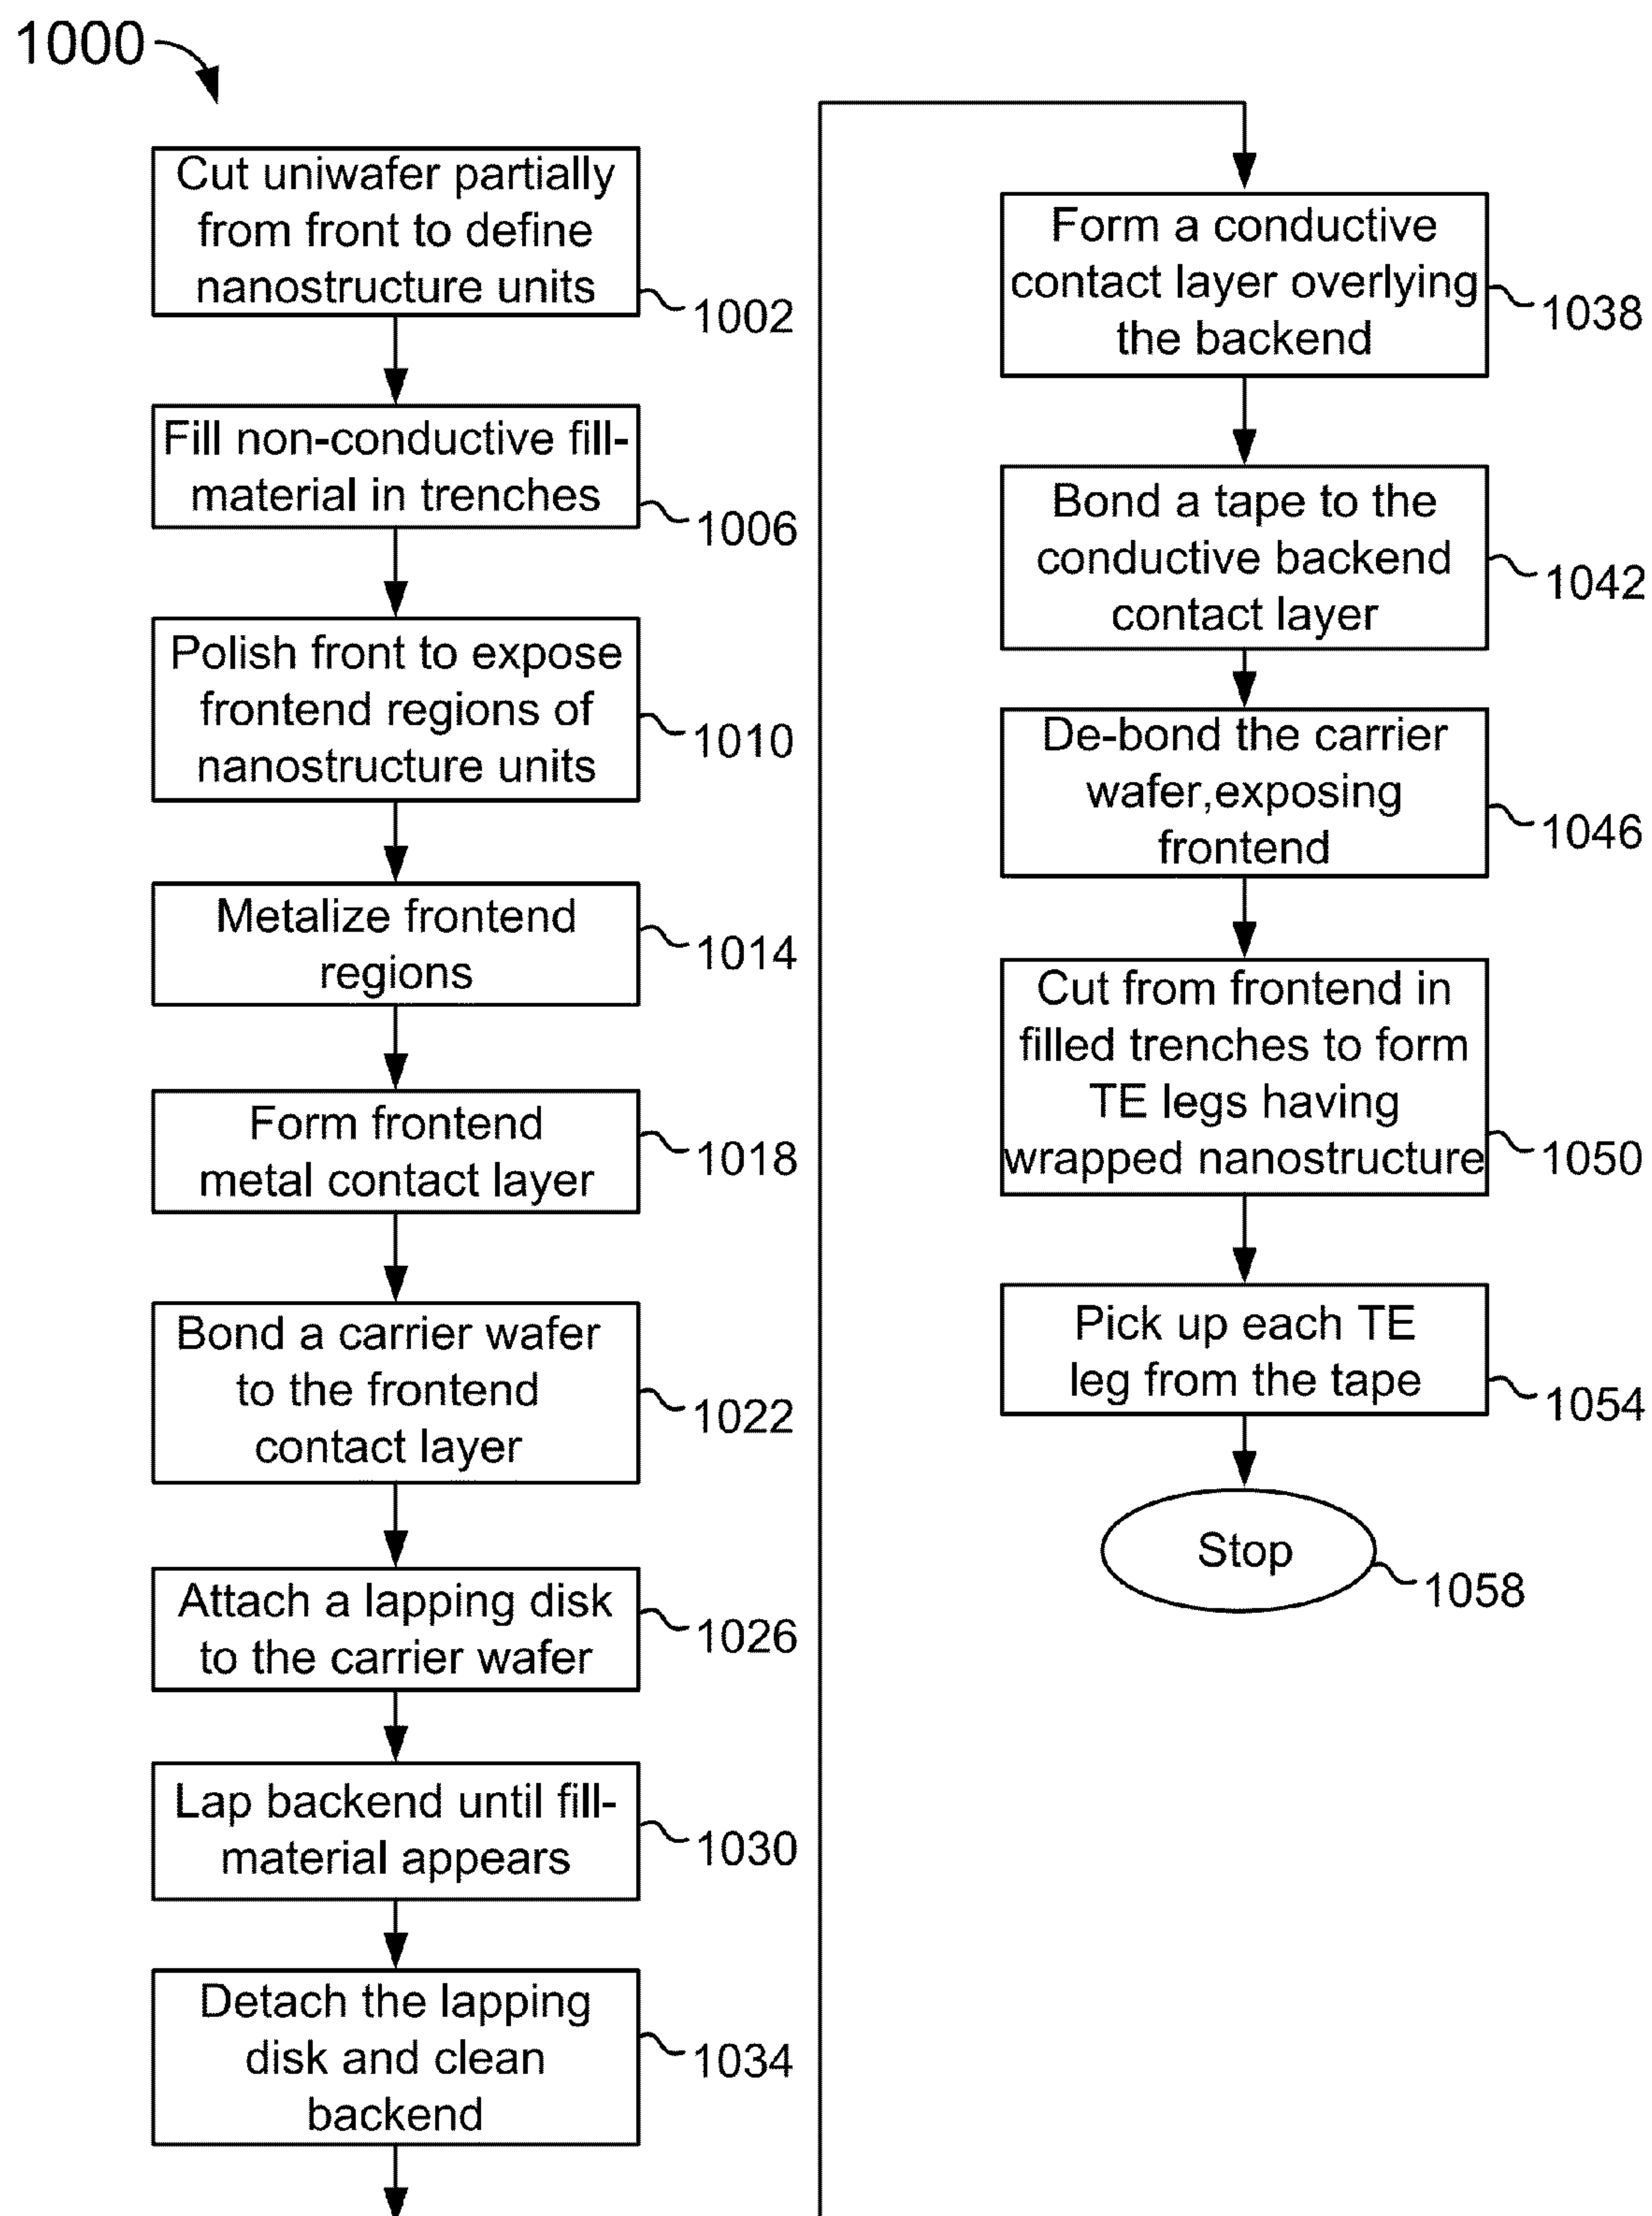 1000
Cut uniwafer partially
from front to define
nanostructure units
1002
Fill non-conductive fill-
material in trenches
1006
Polish front to expose
frontend regions of
nanostructure units
1010
Metalize frontend
regions
1014
Form frontend
metal contact layer
1018
Bond a carrier wafer
to the frontend
contact layer
1022
Attach a lapping disk
to the carrier wafer
1026
Lap backend until fill-
material appears
1030
Detach the lapping
disk and clean
backend
1034
Form a conductive
contact layer overlying
the backend
1038
Bond a tape to the
conductive backend
contact layer
1042
De-bond the carrier
wafer,exposing
frontend
1046
Cut from frontend in
filled trenches to form
TE legs having
wrapped nanostructure
1050
Pick up each TE
leg from the tape
1054
Stop
1058